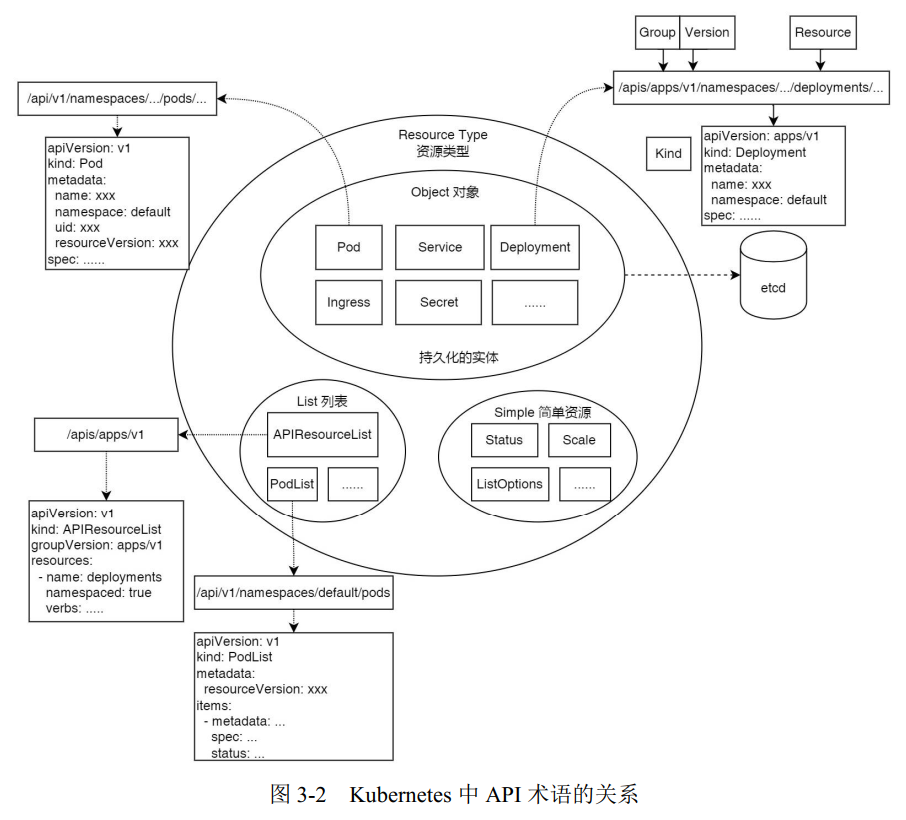 Group Version Resource
/api/v1/namespaces/.../pods/...
/apis/apps/v1/namespaces/.../deployments/...
apiVersion: v1
kind: Pod
metadata:
name: xxx
namespace: default
uid: xxx
resourceVersion: xxx
spec: ......
Kind
apiVersion: apps/v1
kind: Deployment
metadata:
name: xxx
namespace: default
spec: ......
Resource Type
资源类型
Object 对象
Pod Service Deployment
Ingress Secret ......
持久化的实体
etcd
List 列表
APIResourceList
PodList ......
Simple 简单资源
Status Scale
ListOptions ......
/apis/apps/v1
apiVersion: v1
kind: APIResourceList
groupVersion: apps/v1
resources:
- name: deployments
namespaced: true
verbs: .....
/api/v1/namespaces/default/pods
apiVersion: v1
kind: PodList
metadata:
resourceVersion: xxx
items:
- metadata: ...
spec: ...
status: ...
图 3-2 Kubernetes 中 API 术语的关系